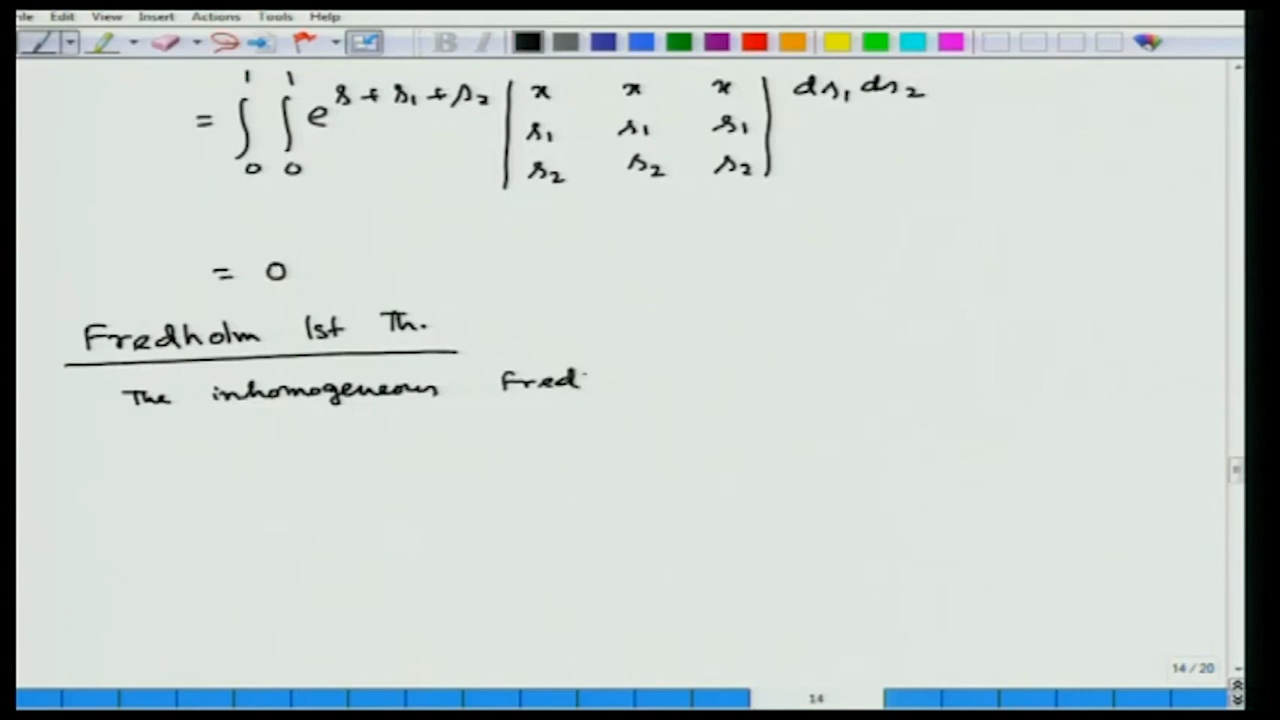 File Edit View Insert Actions Tools Help
= ∫₀¹ ∫₀¹ e^{s + s₁ + s₂} | x x x | ds₁ ds₂
| s₁ s₁ s₁ |
| s₂ s₂ s₂ |
= 0
Fredholm 1st Th.
The inhomogeneous Fred
14 / 20
14